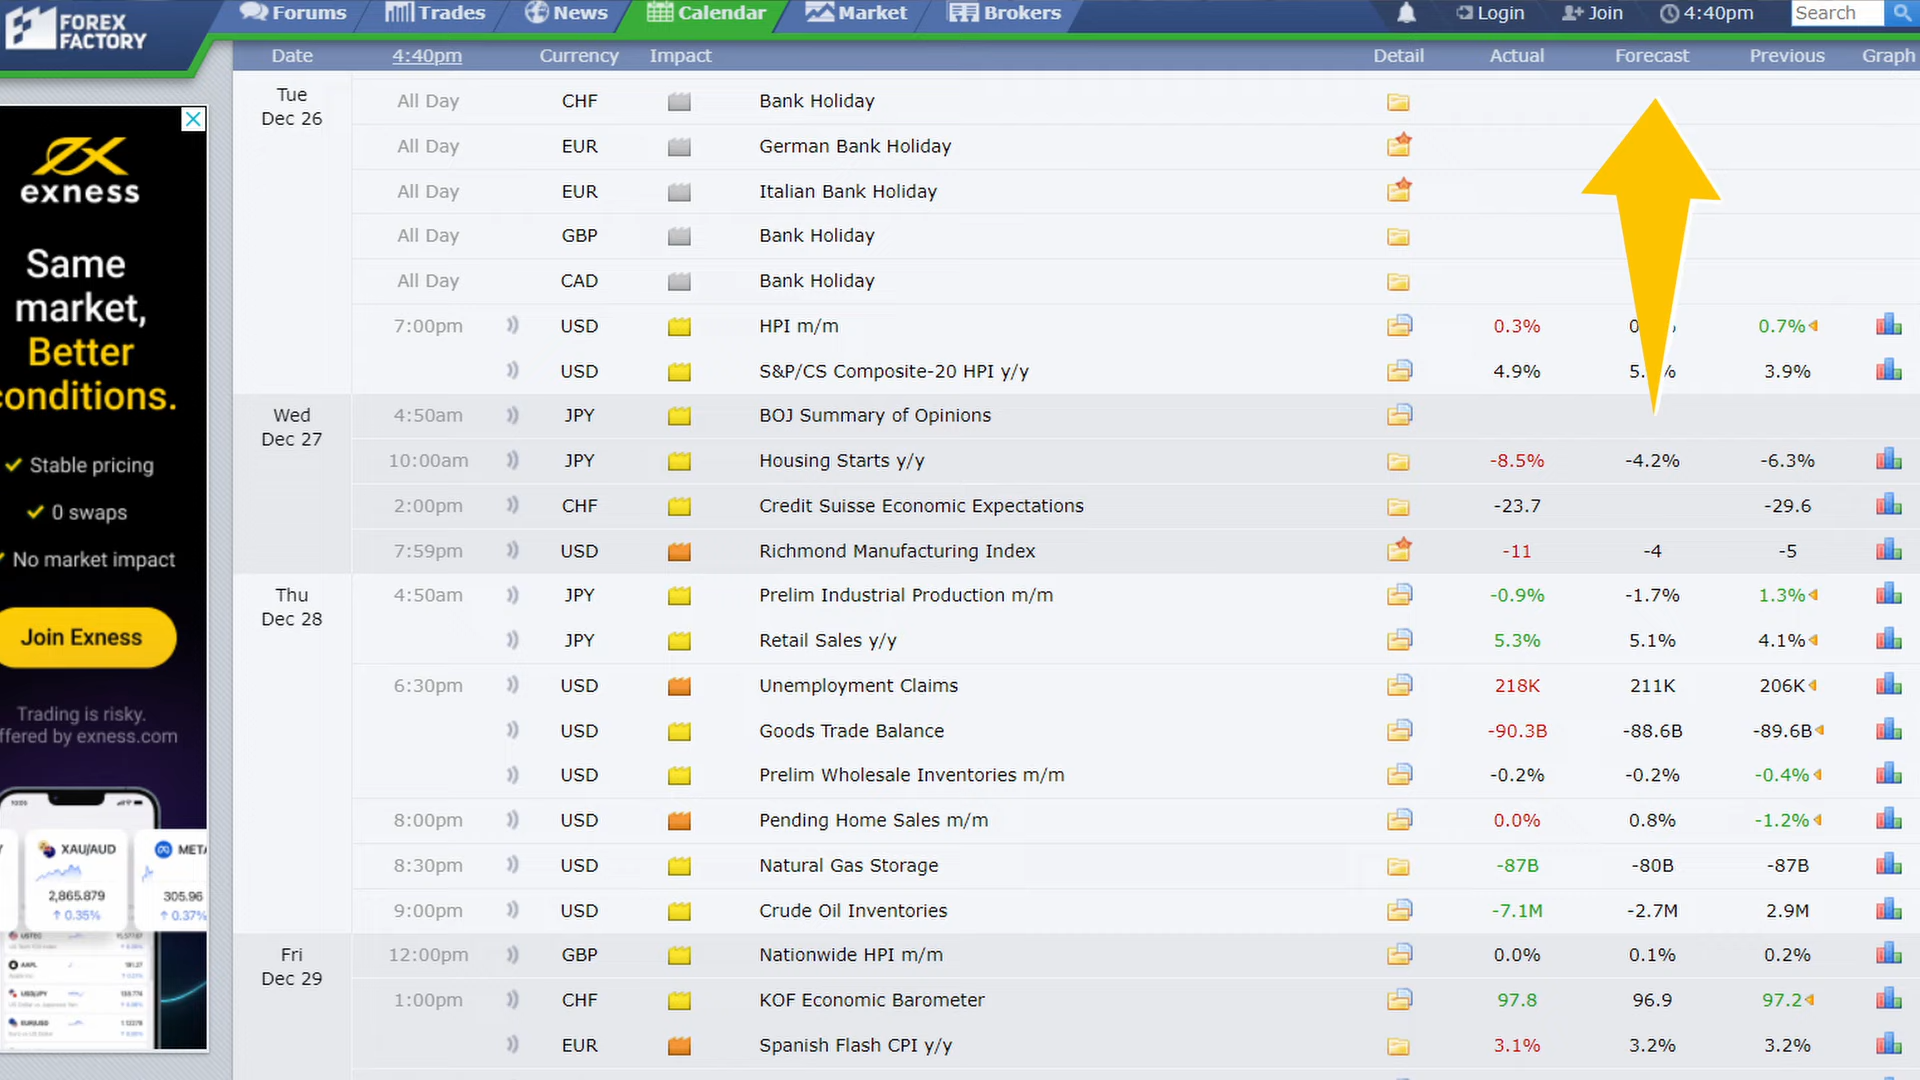 FOREX
FACTORY
Forums Trades News Calendar Market Brokers Login Join 4:40pm Search
Date 4:40pm Currency Impact Detail Actual Forecast Previous Graph
Tue
Dec 26
All Day CHF Bank Holiday
All Day EUR German Bank Holiday
All Day EUR Italian Bank Holiday
All Day GBP Bank Holiday
All Day CAD Bank Holiday
7:00pm USD HPI m/m 0.3% 0.7%
USD S&P/CS Composite-20 HPI y/y 4.9% 3.9%
Wed
Dec 27
4:50am JPY BOJ Summary of Opinions
10:00am JPY Housing Starts y/y -8.5% -4.2% -6.3%
2:00pm CHF Credit Suisse Economic Expectations -23.7 -29.6
7:59pm USD Richmond Manufacturing Index -11 -4 -5
Thu
Dec 28
4:50am JPY Prelim Industrial Production m/m -0.9% -1.7% 1.3%
JPY Retail Sales y/y 5.3% 5.1% 4.1%
6:30pm USD Unemployment Claims 218K 211K 206K
USD Goods Trade Balance -90.3B -88.6B -89.6B
USD Prelim Wholesale Inventories m/m -0.2% -0.2% -0.4%
8:00pm USD Pending Home Sales m/m 0.0% 0.8% -1.2%
8:30pm USD Natural Gas Storage -87B -80B -87B
9:00pm USD Crude Oil Inventories -7.1M -2.7M 2.9M
Fri
Dec 29
12:00pm GBP Nationwide HPI m/m 0.0% 0.1% 0.2%
1:00pm CHF KOF Economic Barometer 97.8 96.9 97.2
EUR Spanish Flash CPI y/y 3.1% 3.2% 3.2%
exness
Same
market,
Better
conditions.
Stable pricing
0 swaps
No market impact
Join Exness
Trading is risky.
ffered by exness.com
XAU/AUD META
2,865.879 305.96
0.35% 0.37%